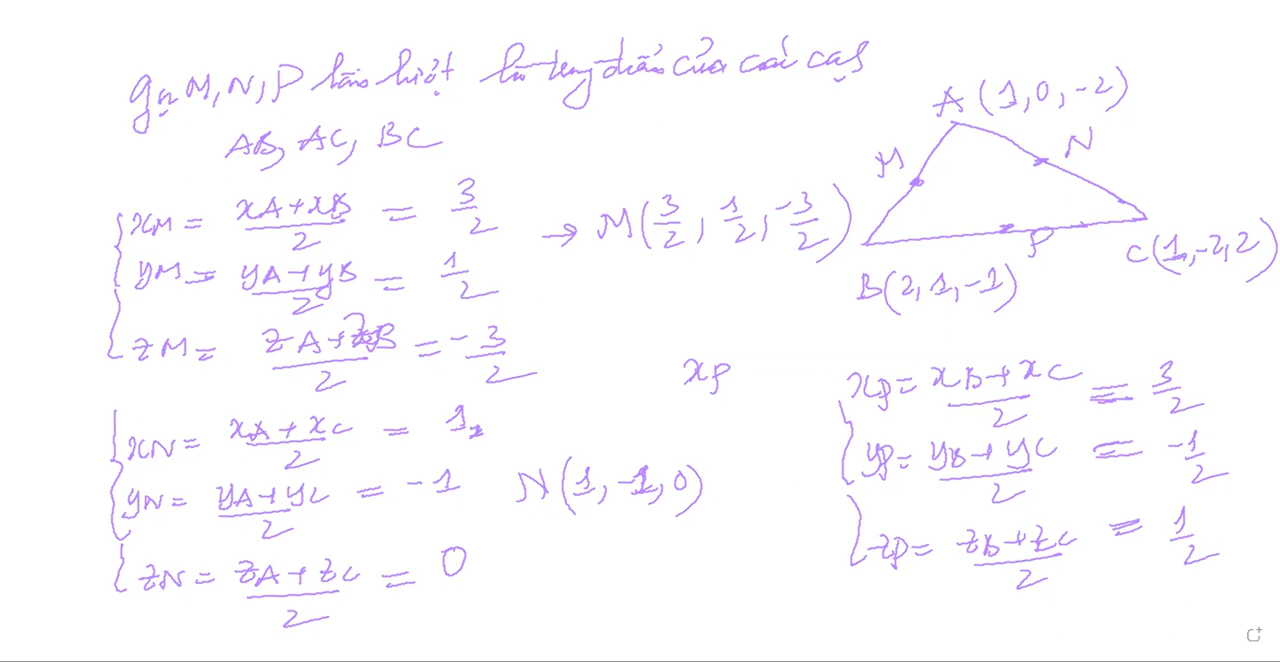 gọi M, N, P lần lượt là trung điểm của các cạnh
AB, AC, BC
xM = (xA + xB)/2 = 3/2
yM = (yA + yB)/2 = 1/2
zM = (zA + zB)/2 = -3/2
→ M(3/2, 1/2, -3/2)
xN = (xA + xC)/2 = 1
yN = (yA + yC)/2 = -1
zN = (zA + zC)/2 = 0
N(1, -1, 0)
A(1, 0, -2)
M
N
P
B(2, 1, -1)
C(1, -2, 2)
xP
xP = (xB + xC)/2 = 3/2
yP = (yB + yC)/2 = -1/2
zP = (zB + zC)/2 = 1/2